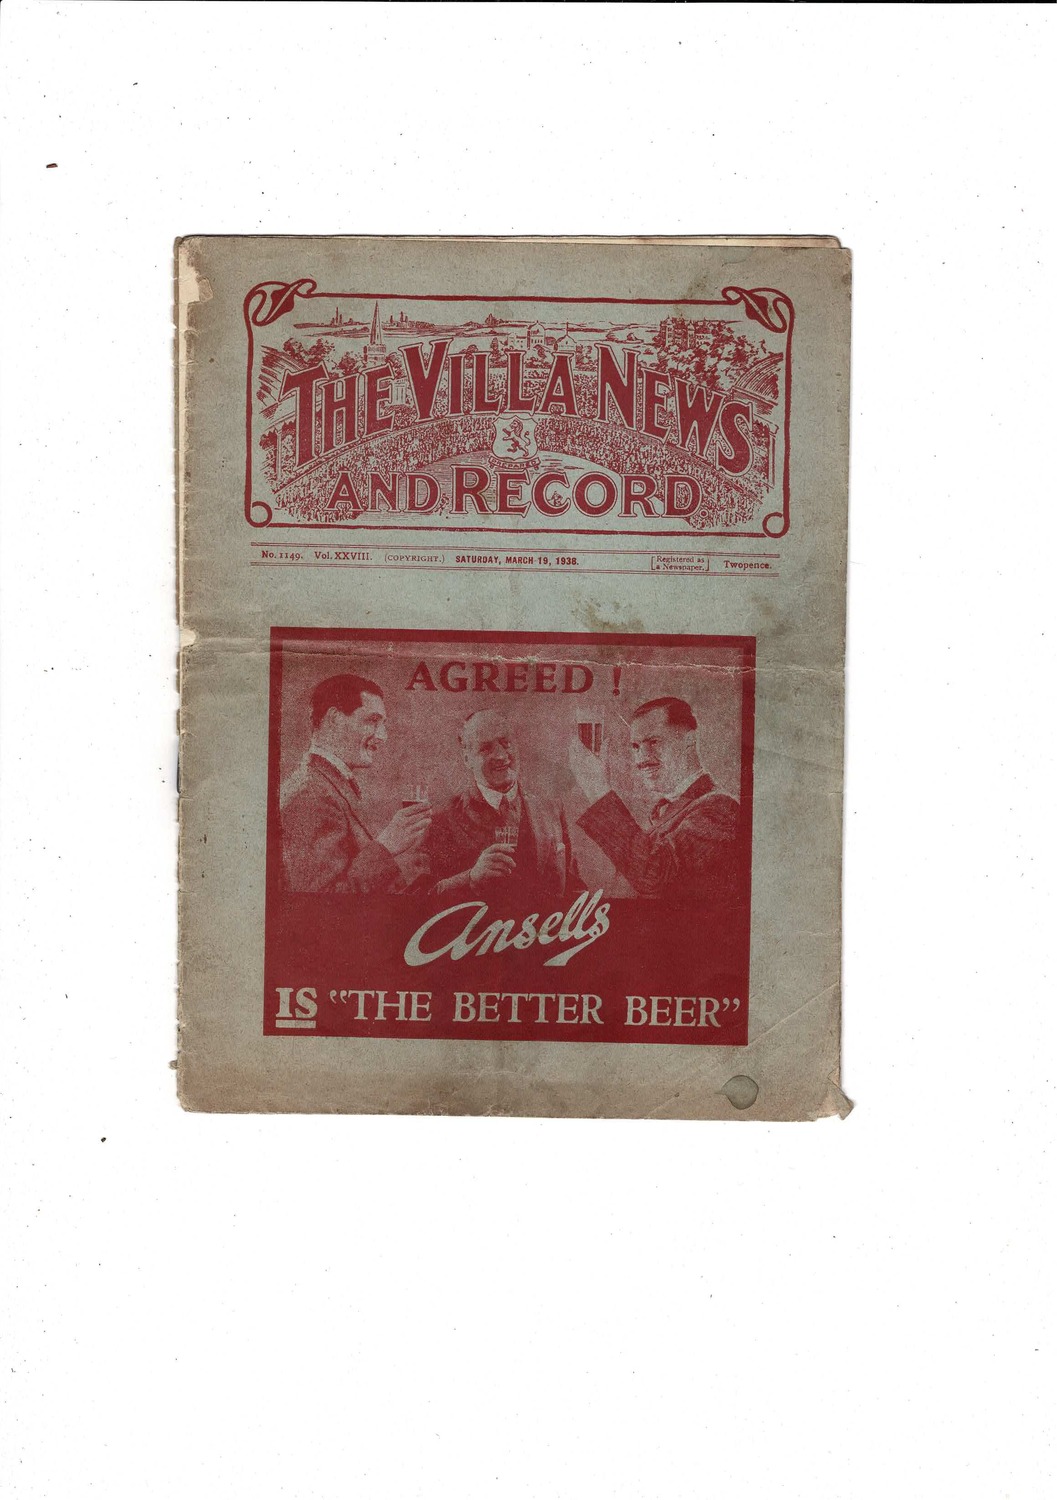 THE VILLA NEWS
PREPARED
AND RECORD
No. 1149. Vol. XXVIII. (COPYRIGHT.) SATURDAY, MARCH 19, 1938. [Registered as a Newspaper.] Twopence.
AGREED !
Ansells
IS "THE BETTER BEER"